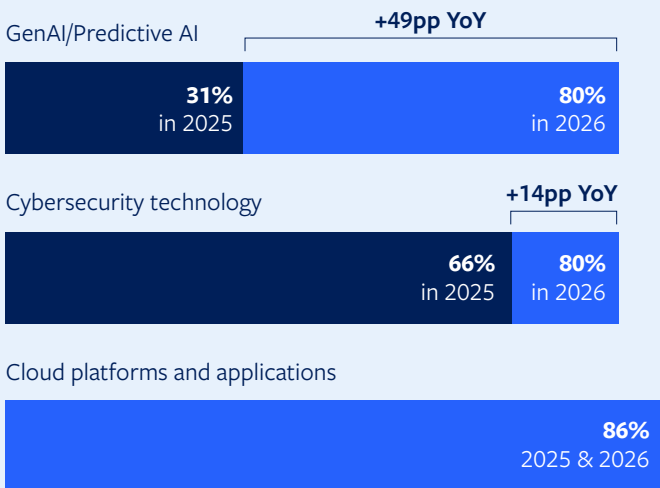 +49pp YoY
GenAI/Predictive AI
31%
in 2025
80%
in 2026
+14pp YoY
Cybersecurity technology
66%
in 2025
80%
in 2026
Cloud platforms and applications
86%
2025 & 2026